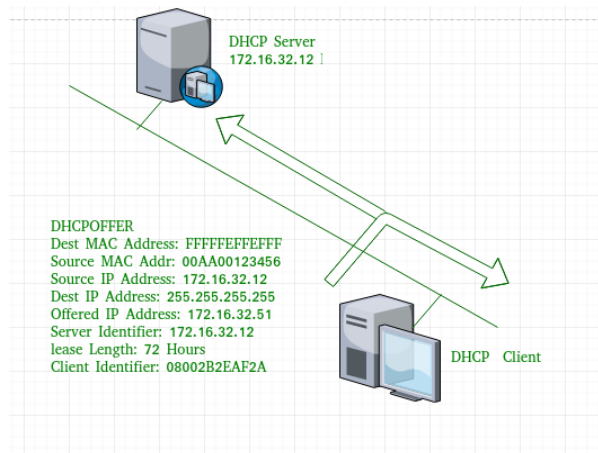 DHCP Server
172.16.32.12
DHCPOFFER
Dest MAC Address: FFFFFEFFEFFF
Source MAC Addr: 00AA00123456
Source IP Address: 172.16.32.12
Dest IP Address: 255.255.255.255
Offered IP Address: 172.16.32.51
Server Identifier: 172.16.32.12
lease Length: 72 Hours
Client Identifier: 08002B2EAF2A
DHCP Client